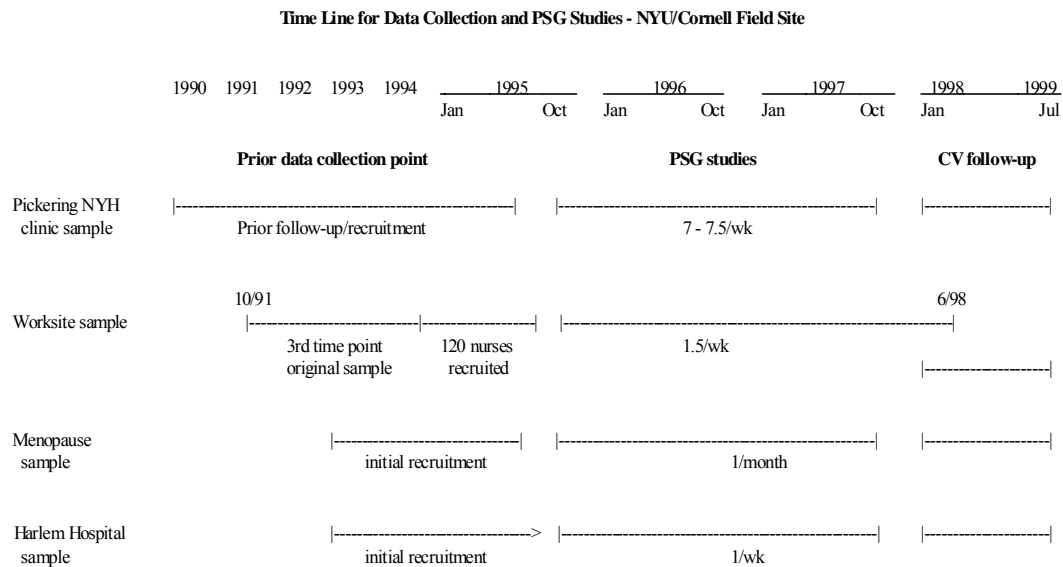 Time Line for Data Collection and PSG Studies - NYU/Cornell Field Site
1990 1991 1992 1993 1994 1995 1996 1997 1998 1999
Jan Oct Jan Oct Jan Oct Jan Jul
Prior data collection point PSG studies CV follow-up
Pickering NYH
clinic sample
Prior follow-up/recruitment 7 - 7.5/wk
10/91 6/98
Worksite sample
3rd time point 120 nurses 1.5/wk
original sample recruited
Menopause
sample
initial recruitment 1/month
Harlem Hospital
sample
initial recruitment 1/wk